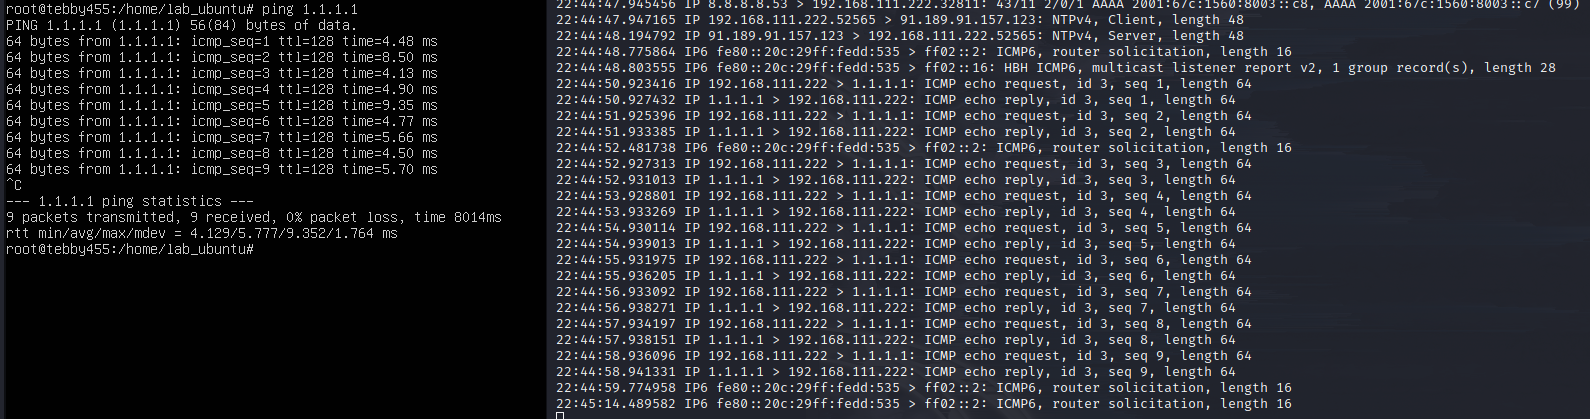 root@tebby455:/home/lab_ubuntu# ping 1.1.1.1
PING 1.1.1.1 (1.1.1.1) 56(84) bytes of data.
64 bytes from 1.1.1.1: icmp_seq=1 ttl=128 time=4.48 ms
64 bytes from 1.1.1.1: icmp_seq=2 ttl=128 time=8.50 ms
64 bytes from 1.1.1.1: icmp_seq=3 ttl=128 time=4.13 ms
64 bytes from 1.1.1.1: icmp_seq=4 ttl=128 time=4.90 ms
64 bytes from 1.1.1.1: icmp_seq=5 ttl=128 time=9.35 ms
64 bytes from 1.1.1.1: icmp_seq=6 ttl=128 time=4.77 ms
64 bytes from 1.1.1.1: icmp_seq=7 ttl=128 time=5.66 ms
64 bytes from 1.1.1.1: icmp_seq=8 ttl=128 time=4.50 ms
64 bytes from 1.1.1.1: icmp_seq=9 ttl=128 time=5.70 ms
^C
--- 1.1.1.1 ping statistics ---
9 packets transmitted, 9 received, 0% packet loss, time 8014ms
rtt min/avg/max/mdev = 4.129/5.777/9.352/1.764 ms
root@tebby455:/home/lab_ubuntu#
22:44:47.945456 IP 8.8.8.8.53 > 192.168.111.222.32811: 43711 2/0/1 AAAA 2001:67c:1560:8003::c8, AAAA 2001:67c:1560:8003::c7 (99)
22:44:47.947165 IP 192.168.111.222.52565 > 91.189.91.157.123: NTPv4, Client, length 48
22:44:48.194792 IP 91.189.91.157.123 > 192.168.111.222.52565: NTPv4, Server, length 48
22:44:48.775864 IP6 fe80::20c:29ff:fedd:535 > ff02::2: ICMP6, router solicitation, length 16
22:44:48.803555 IP6 fe80::20c:29ff:fedd:535 > ff02::16: HBH ICMP6, multicast listener report v2, 1 group record(s), length 28
22:44:50.923416 IP 192.168.111.222 > 1.1.1.1: ICMP echo request, id 3, seq 1, length 64
22:44:50.927432 IP 1.1.1.1 > 192.168.111.222: ICMP echo reply, id 3, seq 1, length 64
22:44:51.925396 IP 192.168.111.222 > 1.1.1.1: ICMP echo request, id 3, seq 2, length 64
22:44:51.933385 IP 1.1.1.1 > 192.168.111.222: ICMP echo reply, id 3, seq 2, length 64
22:44:52.481738 IP6 fe80::20c:29ff:fedd:535 > ff02::2: ICMP6, router solicitation, length 16
22:44:52.927313 IP 192.168.111.222 > 1.1.1.1: ICMP echo request, id 3, seq 3, length 64
22:44:52.931013 IP 1.1.1.1 > 192.168.111.222: ICMP echo reply, id 3, seq 3, length 64
22:44:53.928801 IP 192.168.111.222 > 1.1.1.1: ICMP echo request, id 3, seq 4, length 64
22:44:53.933269 IP 1.1.1.1 > 192.168.111.222: ICMP echo reply, id 3, seq 4, length 64
22:44:54.930114 IP 192.168.111.222 > 1.1.1.1: ICMP echo request, id 3, seq 5, length 64
22:44:54.939013 IP 1.1.1.1 > 192.168.111.222: ICMP echo reply, id 3, seq 5, length 64
22:44:55.931975 IP 192.168.111.222 > 1.1.1.1: ICMP echo request, id 3, seq 6, length 64
22:44:55.936205 IP 1.1.1.1 > 192.168.111.222: ICMP echo reply, id 3, seq 6, length 64
22:44:56.933092 IP 192.168.111.222 > 1.1.1.1: ICMP echo request, id 3, seq 7, length 64
22:44:56.938271 IP 1.1.1.1 > 192.168.111.222: ICMP echo reply, id 3, seq 7, length 64
22:44:57.934197 IP 192.168.111.222 > 1.1.1.1: ICMP echo request, id 3, seq 8, length 64
22:44:57.938151 IP 1.1.1.1 > 192.168.111.222: ICMP echo reply, id 3, seq 8, length 64
22:44:58.936096 IP 192.168.111.222 > 1.1.1.1: ICMP echo request, id 3, seq 9, length 64
22:44:58.941331 IP 1.1.1.1 > 192.168.111.222: ICMP echo reply, id 3, seq 9, length 64
22:44:59.774958 IP6 fe80::20c:29ff:fedd:535 > ff02::2: ICMP6, router solicitation, length 16
22:45:14.489582 IP6 fe80::20c:29ff:fedd:535 > ff02::2: ICMP6, router solicitation, length 16